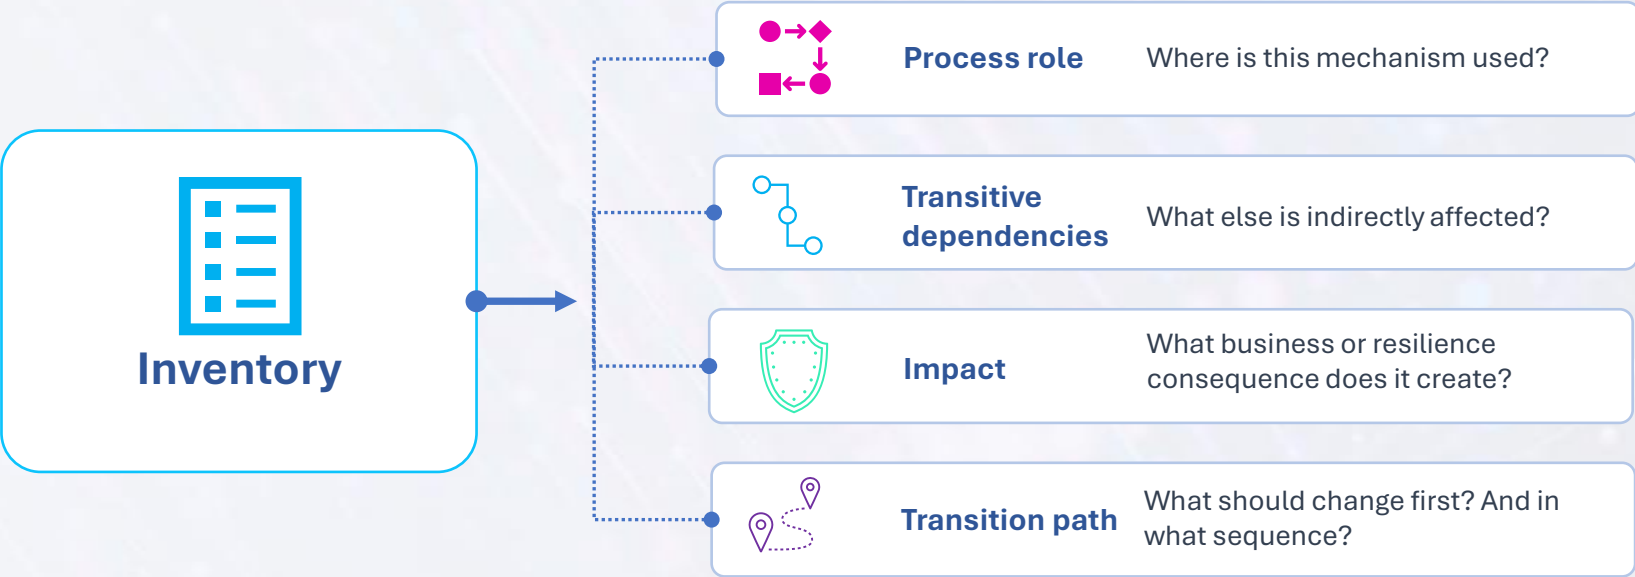 Process role
Where is this mechanism used?
Transitive
dependencies
What else is indirectly affected?
Inventory
Impact
What business or resilience
consequence does it create?
Transition path
What should change first? And in
what sequence?